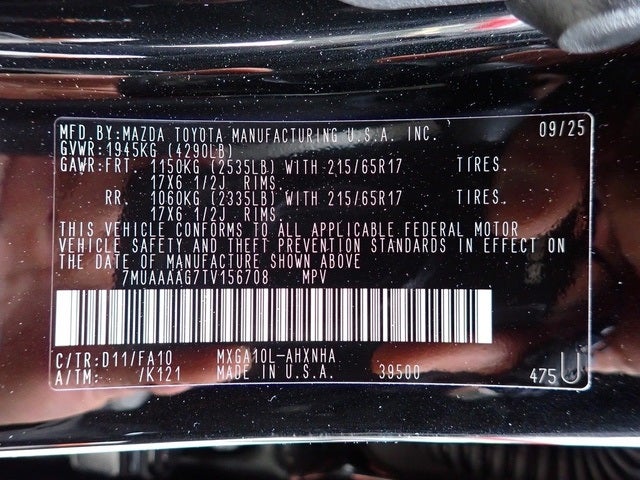 MFD.BY:MAZDA TOYOTA MANUFACTURING U.S.A. INC. 09/25
GVWR:1945KG (4290LB)
GAWR:FRT. 1150KG (2535LB) WITH 215/65R17 TIRES.
17X6 1/2J RIMS.
RR. 1060KG (2335LB) WITH 215/65R17 TIRES.
17X6 1/2J RIMS.
THIS VEHICLE CONFORMS TO ALL APPLICABLE FEDERAL MOTOR
VEHICLE SAFETY AND THEFT PREVENTION STANDARDS IN EFFECT ON
THE DATE OF MANUFACTURE SHOWN ABOVE
7MUAAAAG7TV156708 MPV
C/TR:D11/FA10 MXGA10L-AHXNHA
A/TM: /K121 MADE IN U.S.A. 39500 475 U